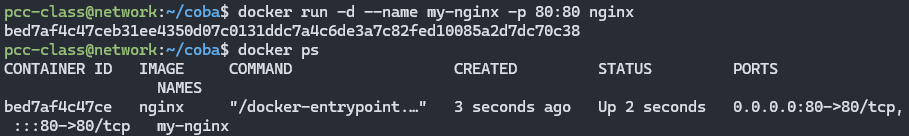 pcc-class@network:~/coba$ docker run -d --name my-nginx -p 80:80 nginx
bed7af4c47ceb31ee4350d07c0131ddc7a4c6de3a7c82fed10085a2d7dc70c38
pcc-class@network:~/coba$ docker ps
CONTAINER ID   IMAGE     COMMAND                  CREATED         STATUS         PORTS
                 NAMES
bed7af4c47ce   nginx     "/docker-entrypoint.…"   3 seconds ago   Up 2 seconds   0.0.0.0:80->80/tcp,
 :::80->80/tcp   my-nginx